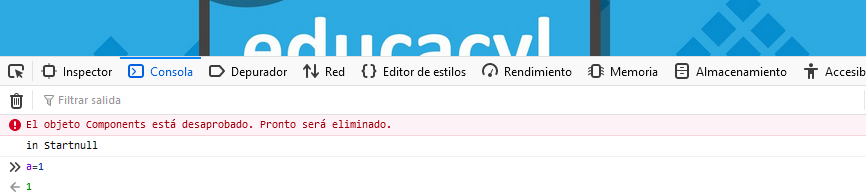 educacyl
Inspector Consola Depurador Red Editor de estilos Rendimiento Memoria Almacenamiento Accesib
Filtrar salida
El objeto Components está desaprobado. Pronto será eliminado.
in Startnull
a=1
1